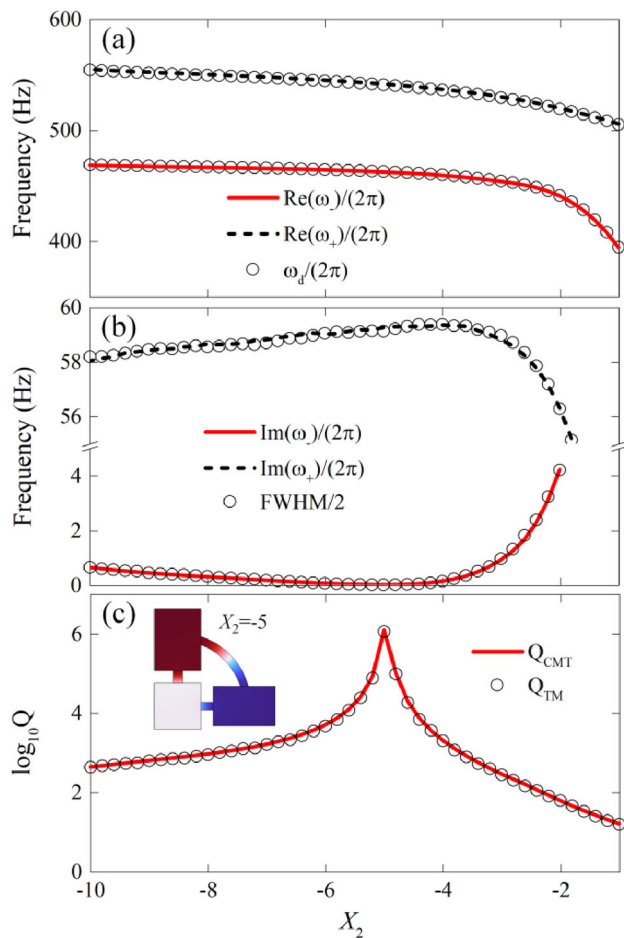 600
(a)
500
400
Frequency (Hz)
Re(ω₋)/(2π)
Re(ω₊)/(2π)
ω_d/(2π)
60
(b)
58
56
4
2
0
Frequency (Hz)
Im(ω₋)/(2π)
Im(ω₊)/(2π)
FWHM/2
(c)
X₂=-5
6
4
2
0
log₁₀Q
Q_CMT
Q_TM
-10 -8 -6 -4 -2
X₂